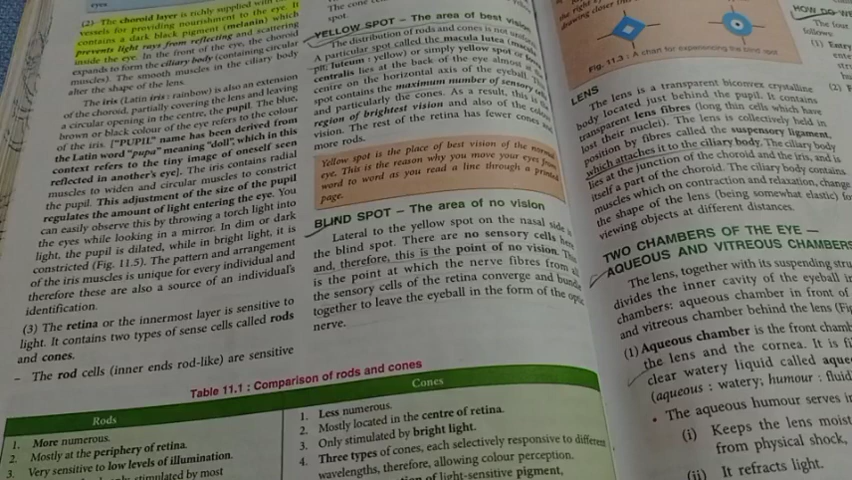 eyes
(2) The choroid layer is richly supplied with
vessels for providing nourishment to the eye. It
contains a dark black pigment (melanin) which
prevents light rays from reflecting and scattering
inside the eye. In the front of the eye, the choroid
expands to form the ciliary body (containing circular
muscles). The smooth muscles in the ciliary body
alter the shape of the lens.
The iris (Latin iris : rainbow) is also an extension
of the choroid, partially covering the lens and leaving
a circular opening in the centre, the pupil. The blue,
brown or black colour of the eye refers to the colour
of the iris. ["PUPIL" name has been derived from
the Latin word "pupa" meaning "doll", which in this
context refers to the tiny image of oneself seen
reflected in another's eye]. The iris contains radial
muscles to widen and circular muscles to constrict
the pupil. This adjustment of the size of the pupil
regulates the amount of light entering the eye. You
can easily observe this by throwing a torch light into
the eyes while looking in a mirror. In dim or dark
light, the pupil is dilated, while in bright light, it is
constricted (Fig. 11.5). The pattern and arrangement
of the iris muscles is unique for every individual and
therefore these are also a source of an individual's
identification.
(3) The retina or the innermost layer is sensitive to
light. It contains two types of sense cells called rods
and cones.
– The rod cells (inner ends rod-like) are sensitive
The cone
spot.
YELLOW SPOT – The area of best vision
The distribution of rods and cones is not
A particular spot called the macula lutea
luteum : yellow) or simply yellow spot or
centralis lies at the back of the eye almost
centre on the horizontal axis of the eyeball.
spot contains the maximum number of sensory
and particularly the cones. As a result, this is
region of brightest vision and also of the colour
vision. The rest of the retina has fewer cones and
more rods.
Yellow spot is the place of best vision of the normal
eye. This is the reason why you move your eyes from
word to word as you read a line through a printed
page.
BLIND SPOT – The area of no vision
Lateral to the yellow spot on the nasal side is
the blind spot. There are no sensory cells here
and, therefore, this is the point of no vision. This
is the point at which the nerve fibres from all
the sensory cells of the retina converge and bundle
together to leave the eyeball in the form of the optic
nerve.
Table 11.1 : Comparison of rods and cones
Rods
1. More numerous.
2. Mostly at the periphery of retina.
3. Very sensitive to low levels of illumination.
stimulated by most
Cones
1. Less numerous.
2. Mostly located in the centre of retina.
3. Only stimulated by bright light.
4. Three types of cones, each selectively responsive to different
wavelengths, therefore, allowing colour perception.
of light-sensitive pigment,
the right
drawing closer
Fig. 11.3 : A chart for experiencing the blind spot
LENS
The lens is a transparent biconvex crystalline
body located just behind the pupil. It contains
transparent lens fibres (long thin cells which have
lost their nuclei). The lens is collectively held in
position by fibres called the suspensory ligament,
which attaches it to the ciliary body. The ciliary body
lies at the junction of the choroid and the iris, and is
itself a part of the choroid. The ciliary body contains
muscles which on contraction and relaxation, change
the shape of the lens (being somewhat elastic) for
viewing objects at different distances.
TWO CHAMBERS OF THE EYE —
AQUEOUS AND VITREOUS CHAMBERS
The lens, together with its suspending
divides the inner cavity of the eyeball
chambers: aqueous chamber in front of
and vitreous chamber behind the lens
(1) Aqueous chamber is the front
the lens and the cornea. It is
clear watery liquid called
(aqueous : watery; humour : fluid
• The aqueous humour serves
(i) Keeps the lens moist
from physical shock,
(ii) It refracts light.
HOW DO
The four
follows:
(1) Entry
(2)